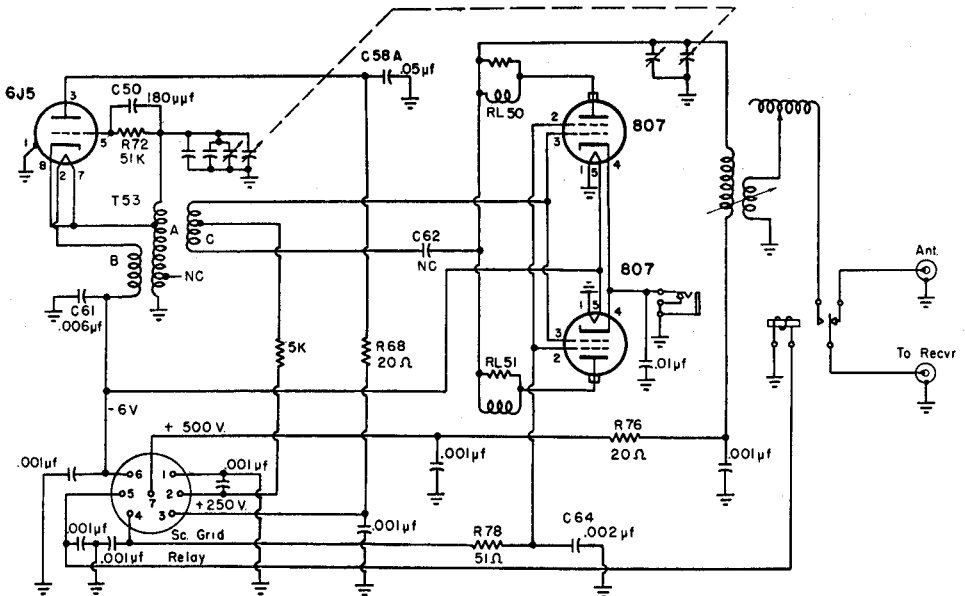 6J5
3
C50
180µµf
1
5
R72
51K
8
2
7
C58A
.05µf
T53
A
B
C
NC
C61
.006µf
C62
NC
RL50
2
3
4
1
5
807
807
1
5
4
3
2
RL51
.01µf
5K
R68
20Ω
-6V
+ 500 V.
R76
20Ω
.001µf
.001µf
.001µf
6
1
.001µf
5
7
2
+250 V.
4
3
Sc. Grid
.001µf
R78
51Ω
C64
.002µf
.001µf
.001µf
Relay
Ant.
To Recvr